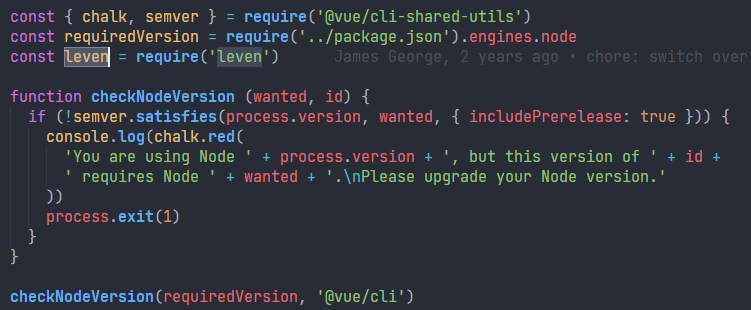 const { chalk, semver } = require('@vue/cli-shared-utils')
const requiredVersion = require('../package.json').engines.node
const leven = require('leven') James George, 2 years ago • chore: switch over
function checkNodeVersion (wanted, id) {
if (!semver.satisfies(process.version, wanted, { includePrerelease: true })) {
console.log(chalk.red(
'You are using Node ' + process.version + ', but this version of ' + id +
' requires Node ' + wanted + '.\nPlease upgrade your Node version.'
))
process.exit(1)
}
}
checkNodeVersion(requiredVersion, '@vue/cli')